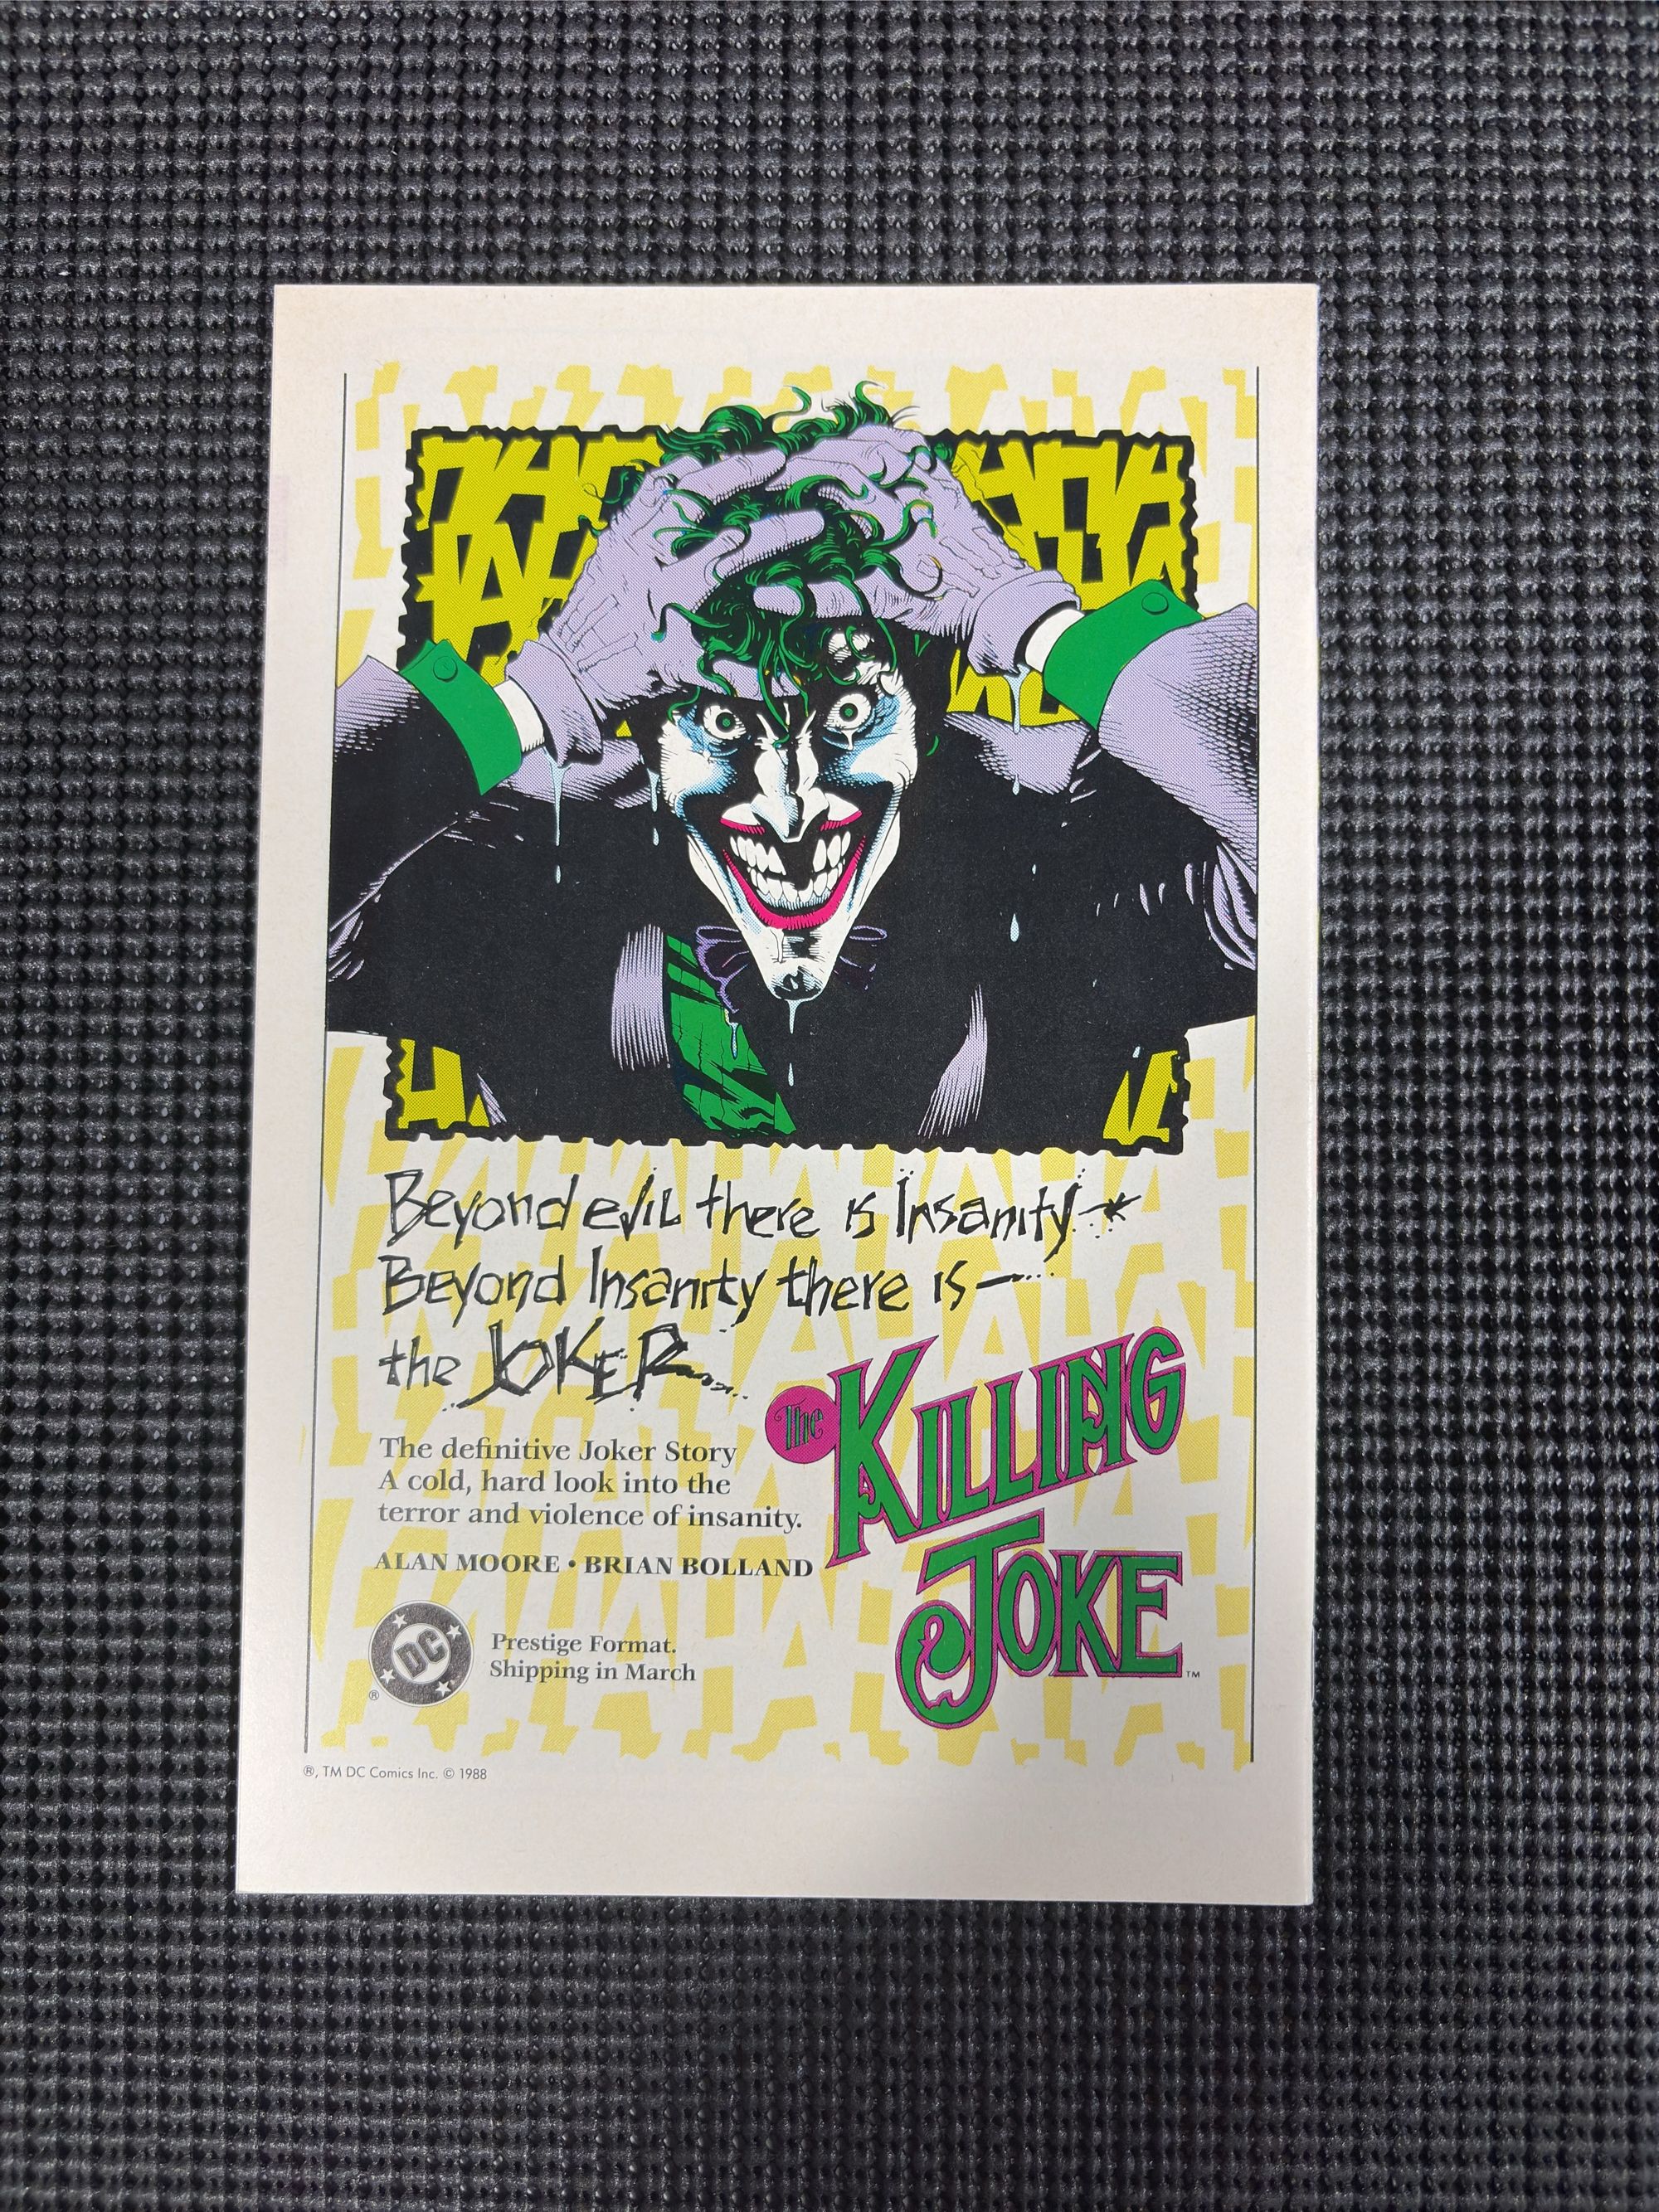 Beyond evil there is Insanity
Beyond Insanity there is —
the JOKER...
The KILLING
JOKE™
The definitive Joker Story
A cold, hard look into the
terror and violence of insanity.
ALAN MOORE • BRIAN BOLLAND
DC®
Prestige Format.
Shipping in March
®, TM DC Comics Inc. © 1988